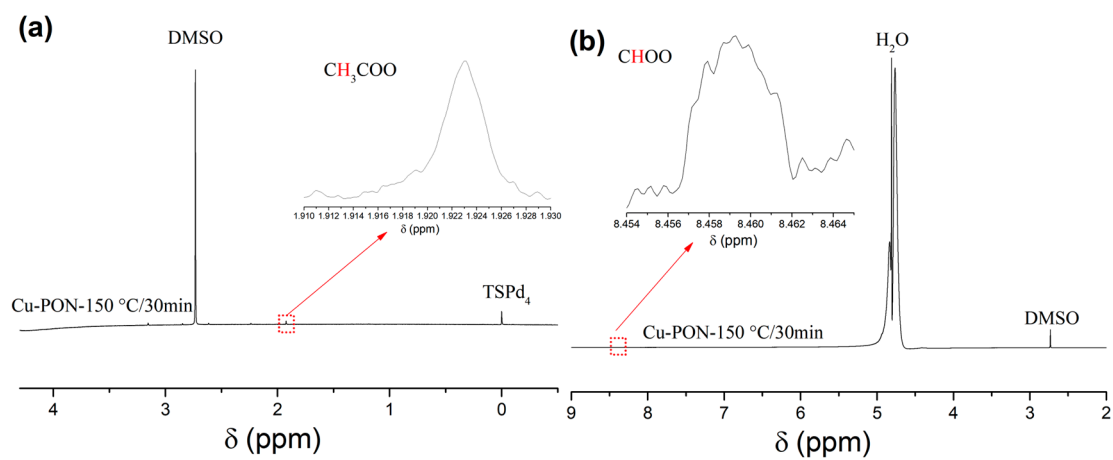 (a)
DMSO
CH₃COO
1.910 1.912 1.914 1.916 1.918 1.920 1.922 1.924 1.926 1.928 1.930
δ (ppm)
Cu-PON-150 °C/30min
TSPd₄
4 3 2 1 0
δ (ppm)
(b)
H₂O
CHOO
8.454 8.456 8.458 8.460 8.462 8.464
δ (ppm)
Cu-PON-150 °C/30min
DMSO
9 8 7 6 5 4 3 2
δ (ppm)